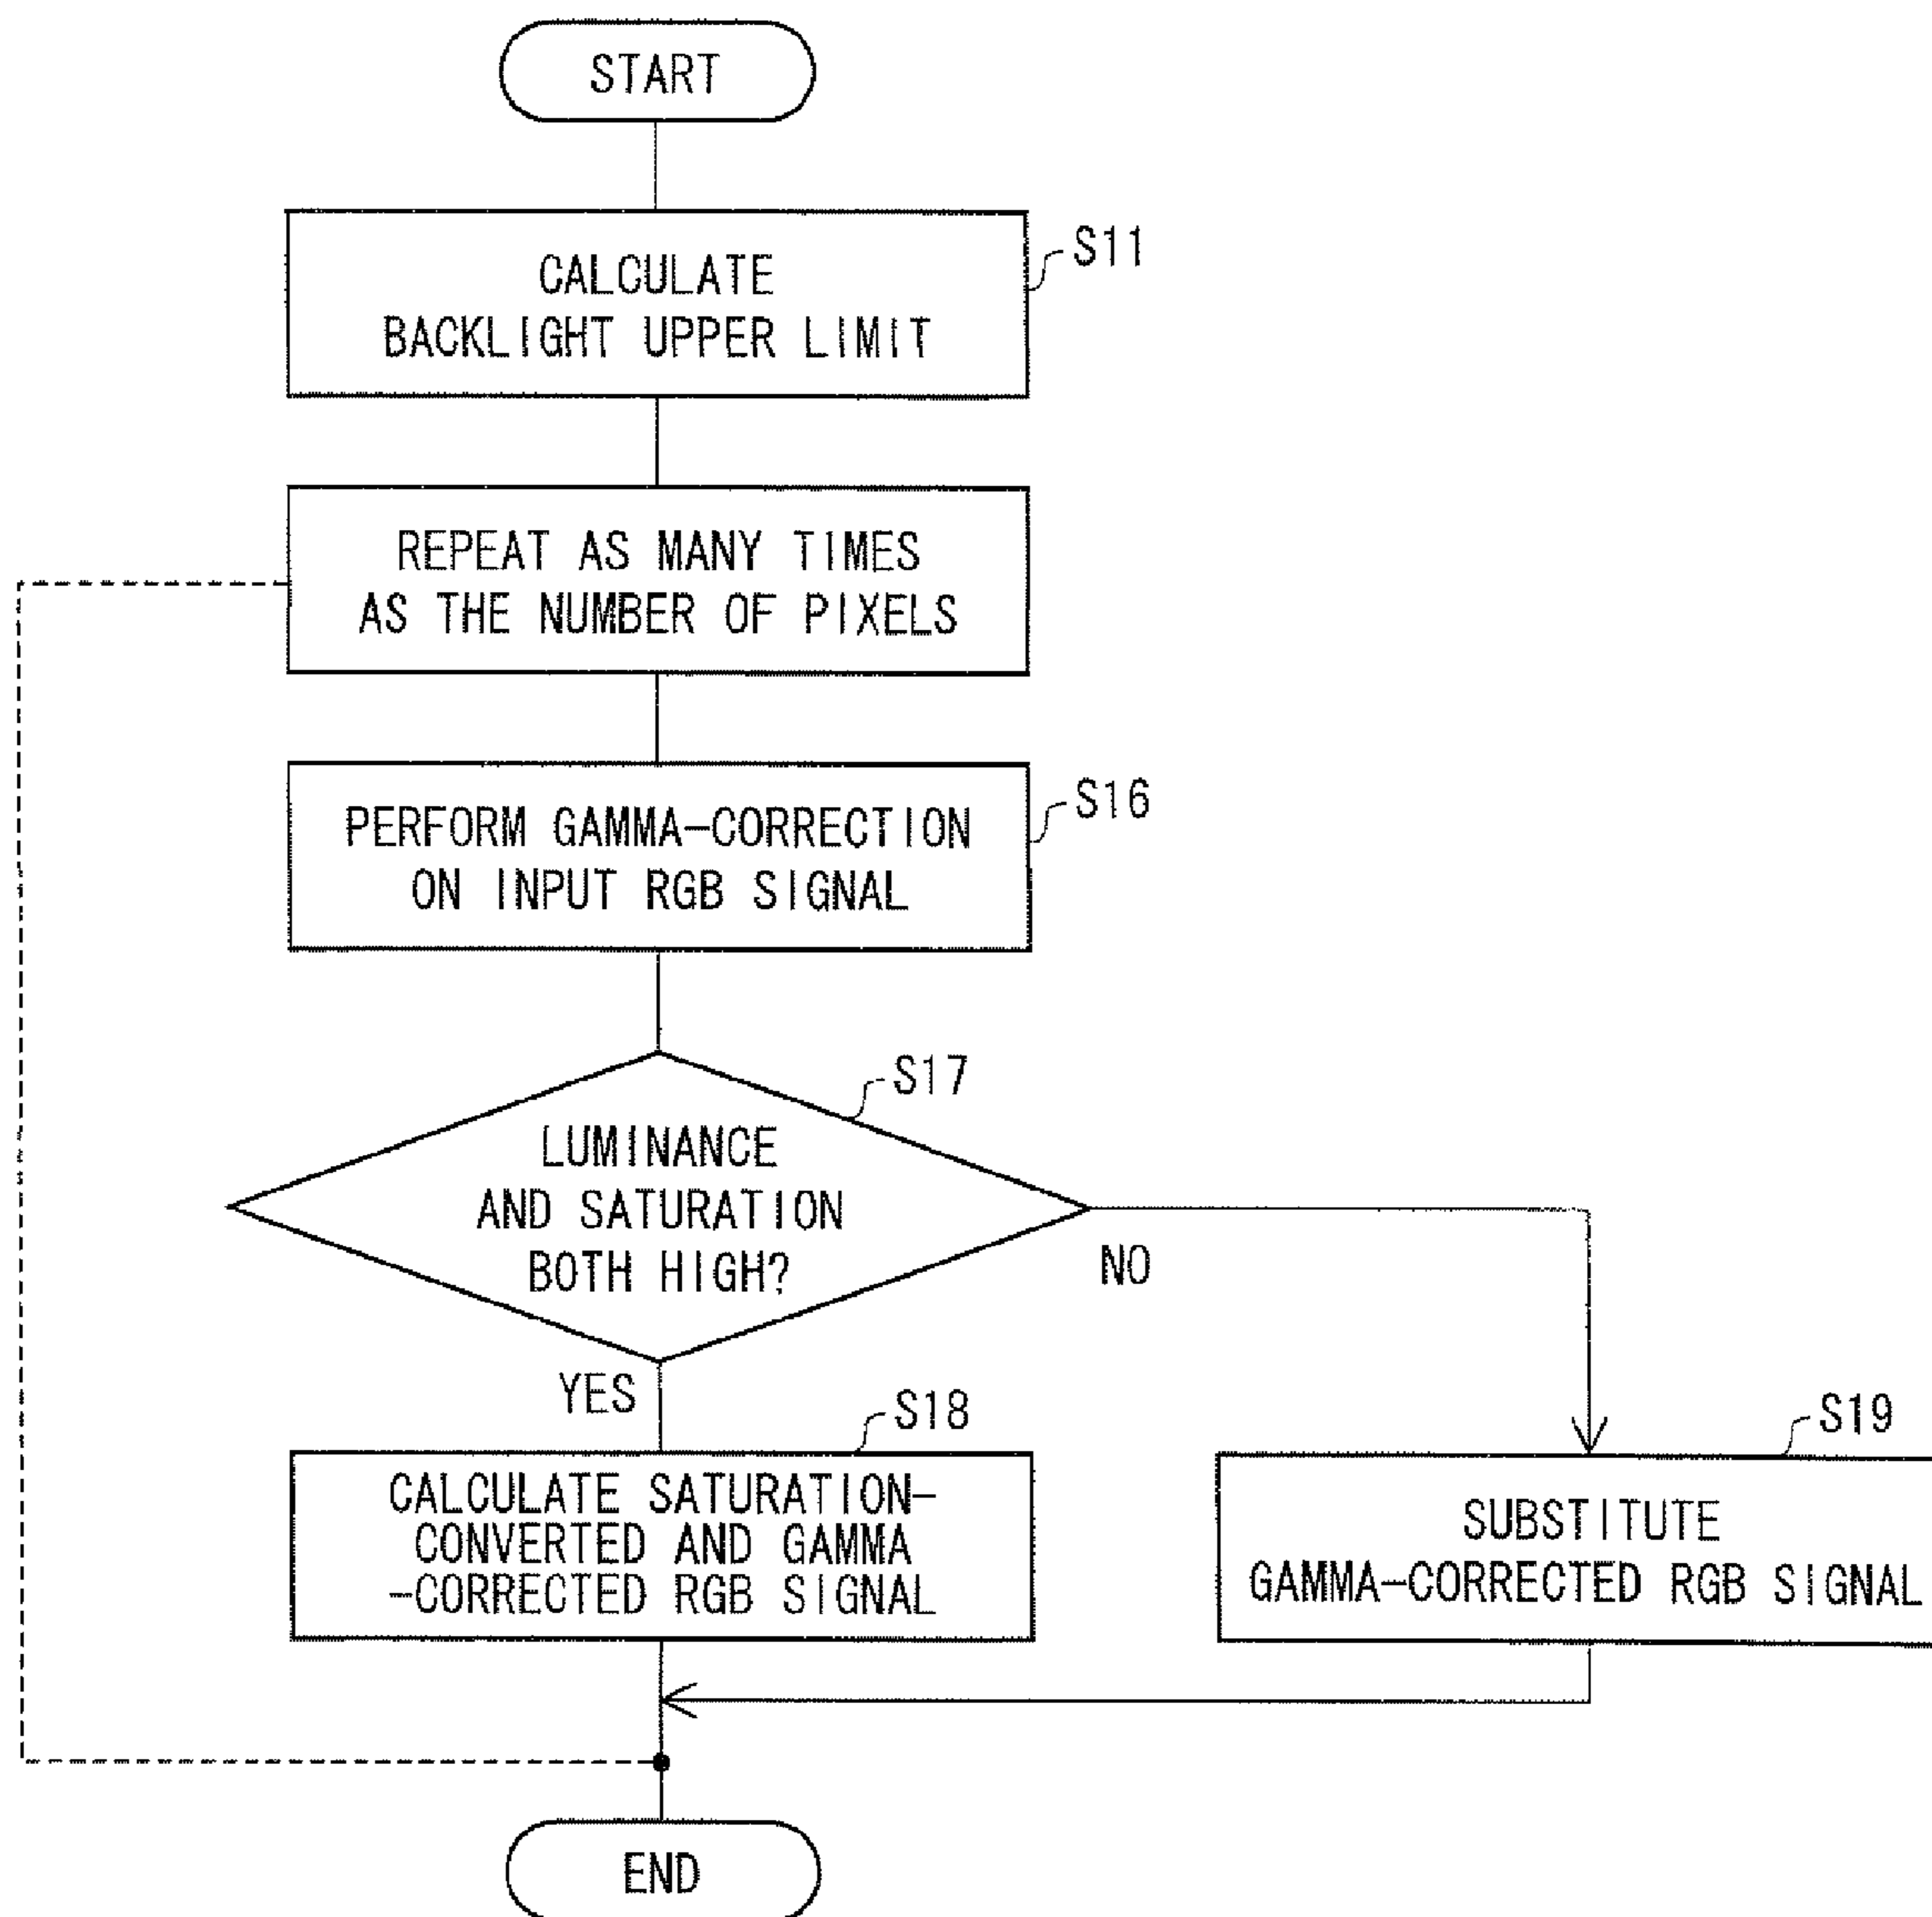 START
CALCULATE
BACKLIGHT UPPER LIMIT
S11
REPEAT AS MANY TIMES
AS THE NUMBER OF PIXELS
PERFORM GAMMA-CORRECTION
ON INPUT RGB SIGNAL
S16
LUMINANCE
AND SATURATION
BOTH HIGH?
S17
NO
YES
CALCULATE SATURATION-
CONVERTED AND GAMMA
-CORRECTED RGB SIGNAL
S18
SUBSTITUTE
GAMMA-CORRECTED RGB SIGNAL
S19
END